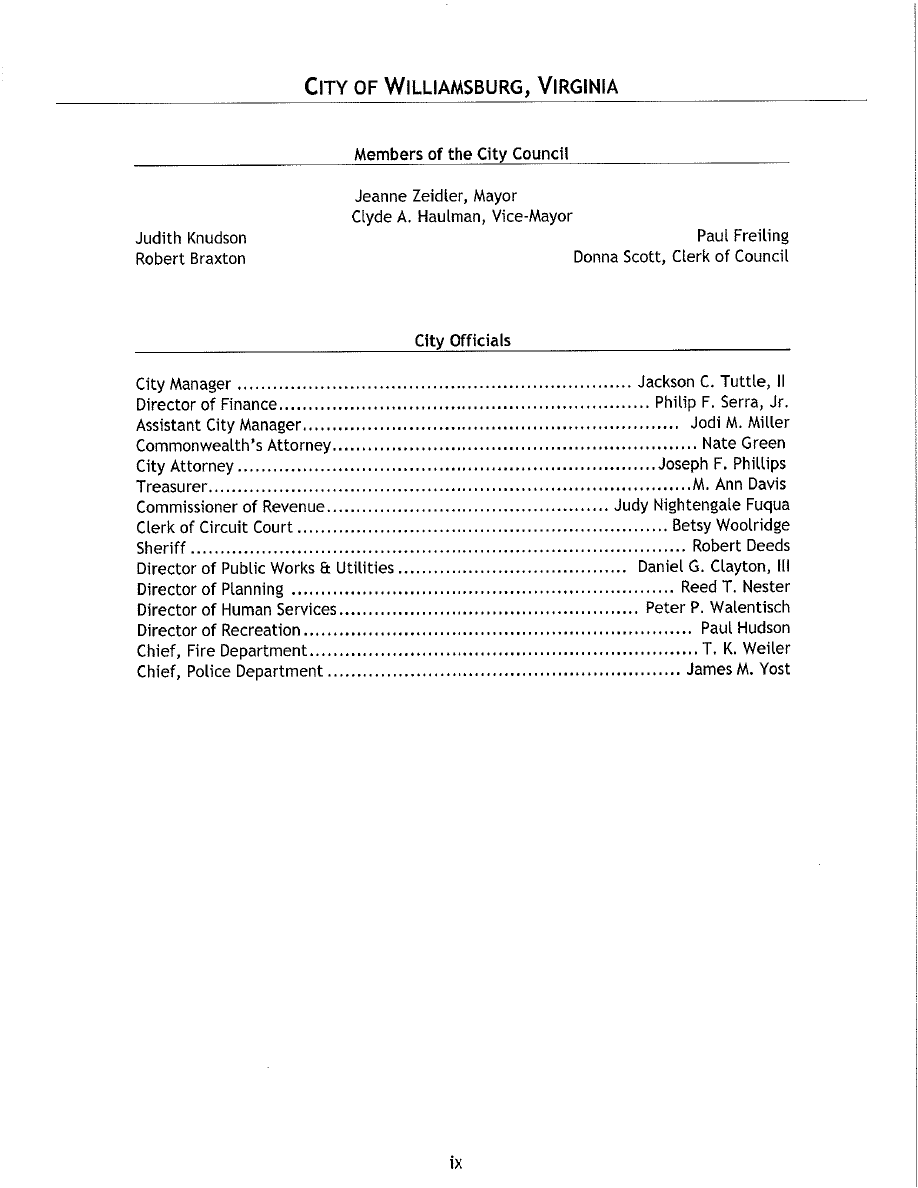 CITY OF WILLIAMSBURG, VIRGINIA
Members of the City Council
Jeanne Zeidler, Mayor
Clyde A. Haulman, Vice-Mayor
Judith Knudson Paul Freiling
Robert Braxton Donna Scott, Clerk of Council
City Officials
City Manager ................................................................... Jackson C. Tuttle, II
Director of Finance............................................................... Philip F. Serra, Jr.
Assistant City Manager................................................................ Jodi M. Miller
Commonwealth's Attorney.............................................................. Nate Green
City Attorney .......................................................................Joseph F. Phillips
Treasurer..................................................................................M. Ann Davis
Commissioner of Revenue................................................ Judy Nightengale Fuqua
Clerk of Circuit Court ............................................................... Betsy Woolridge
Sheriff .................................................................................... Robert Deeds
Director of Public Works & Utilities....................................... Daniel G. Clayton, III
Director of Planning ................................................................. Reed T. Nester
Director of Human Services................................................... Peter P. Walentisch
Director of Recreation.................................................................. Paul Hudson
Chief, Fire Department.................................................................. T. K. Weiler
Chief, Police Department ............................................................ James M. Yost
ix